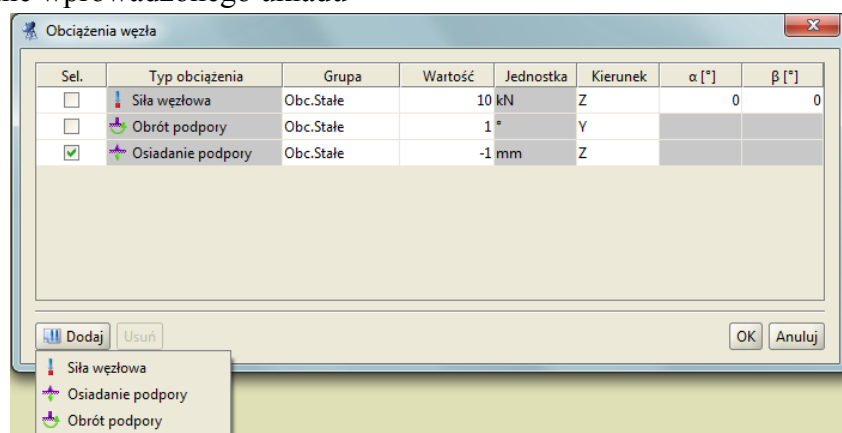 wprowadzonego układu
Obciążenia węzła
Sel. Typ obciążenia Grupa Wartość Jednostka Kierunek α [°] β [°]
Siła węzłowa Obc.Stałe 10 kN Z 0 0
Obrót podpory Obc.Stałe 1 ° Y
Osiadanie podpory Obc.Stałe -1 mm Z
Dodaj Usuń OK Anuluj
Siła węzłowa
Osiadanie podpory
Obrót podpory